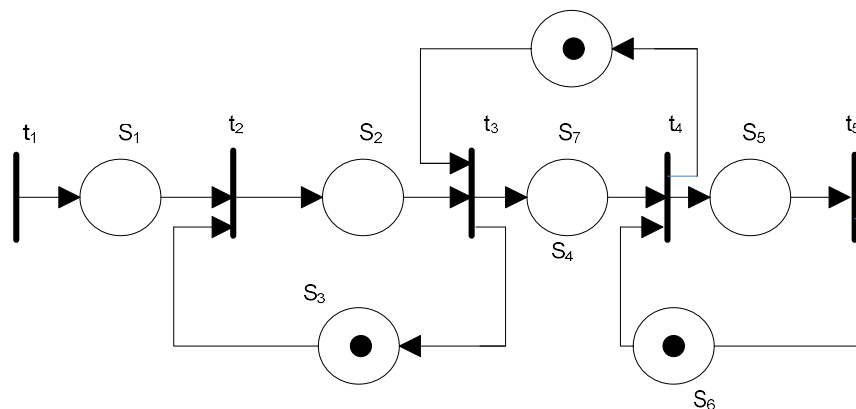 t₁
S₁
t₂
S₂
t₃
S₇
t₄
S₅
t₅
S₄
S₃
S₆